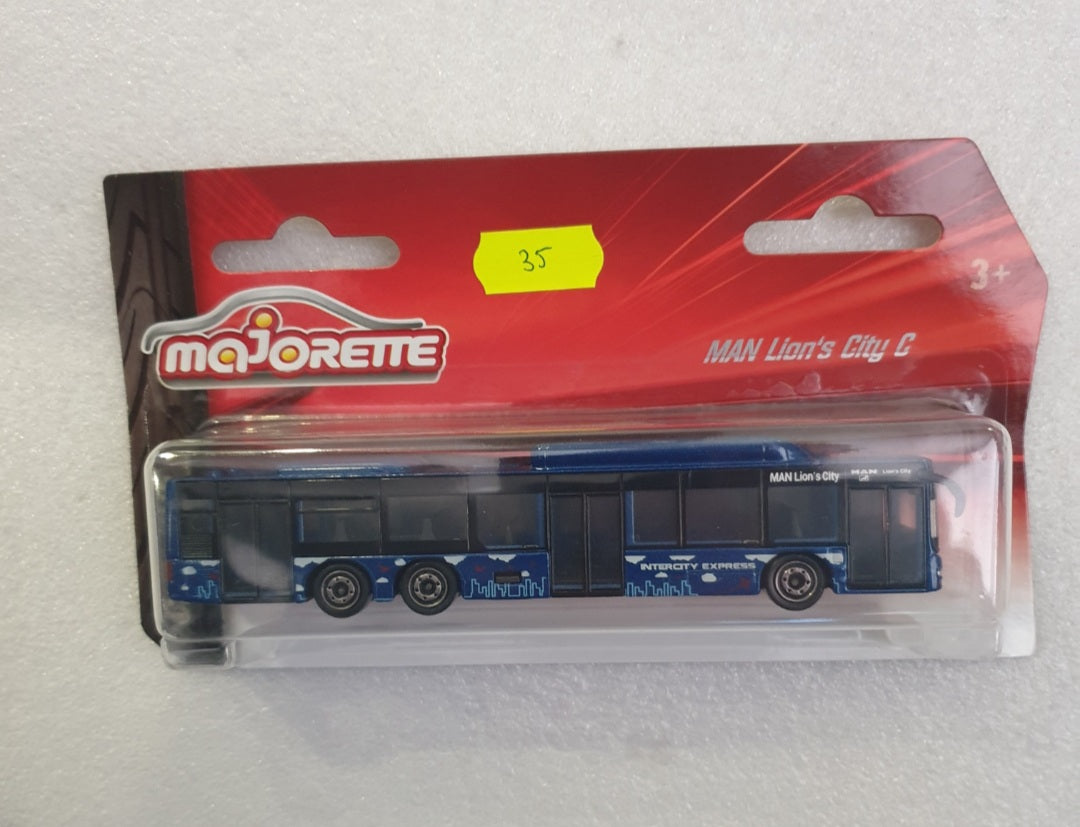 35
3+
majorette
MAN Lion's City C
MAN Lion's City
MAN Lion's City
INTERCITY EXPRESS